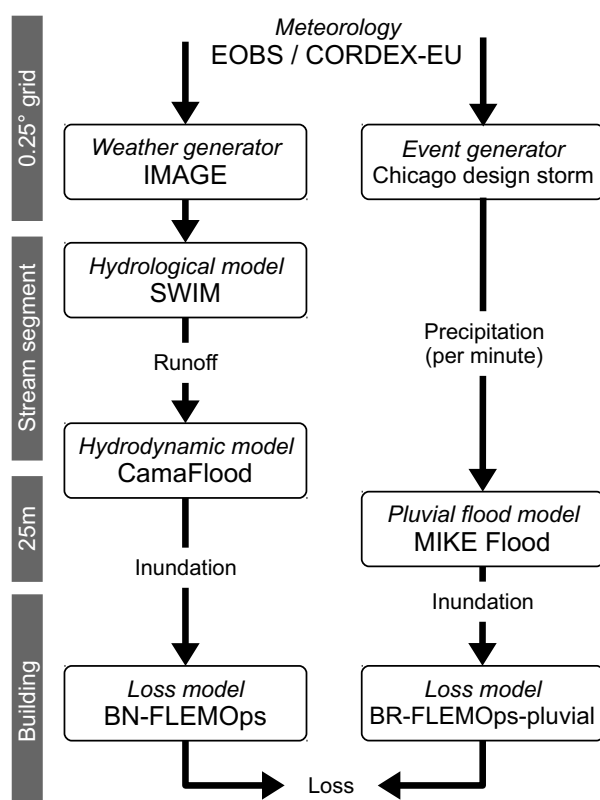 Meteorology
EOBS / CORDEX-EU
0.25° grid
Weather generator
IMAGE
Event generator
Chicago design storm
Stream segment
Hydrological model
SWIM
Runoff
Precipitation
(per minute)
Hydrodynamic model
CamaFlood
25m
Pluvial flood model
MIKE Flood
Inundation
Inundation
Building
Loss model
BN-FLEMOps
Loss model
BR-FLEMOps-pluvial
Loss